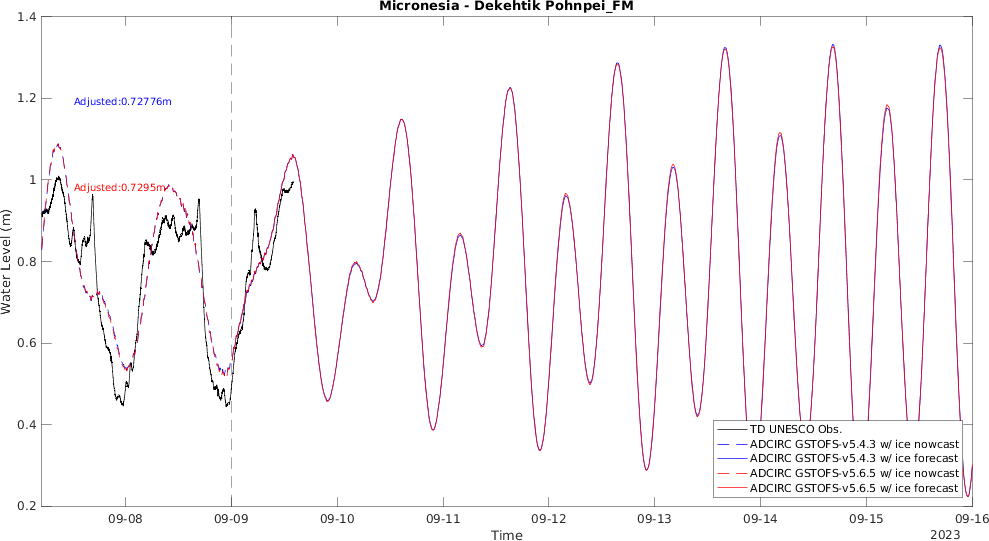 Micronesia - Dekehtik Pohnpei_FM
Water Level (m)
1.4
1.2
1
0.8
0.6
0.4
0.2
Adjusted:0.72776m
Adjusted:0.7295m
TD UNESCO Obs.
ADCIRC GSTOFS-v5.4.3 w/ ice nowcast
ADCIRC GSTOFS-v5.4.3 w/ ice forecast
ADCIRC GSTOFS-v5.6.5 w/ ice nowcast
ADCIRC GSTOFS-v5.6.5 w/ ice forecast
09-08 09-09 09-10 09-11 09-12 09-13 09-14 09-15 09-16
Time
2023